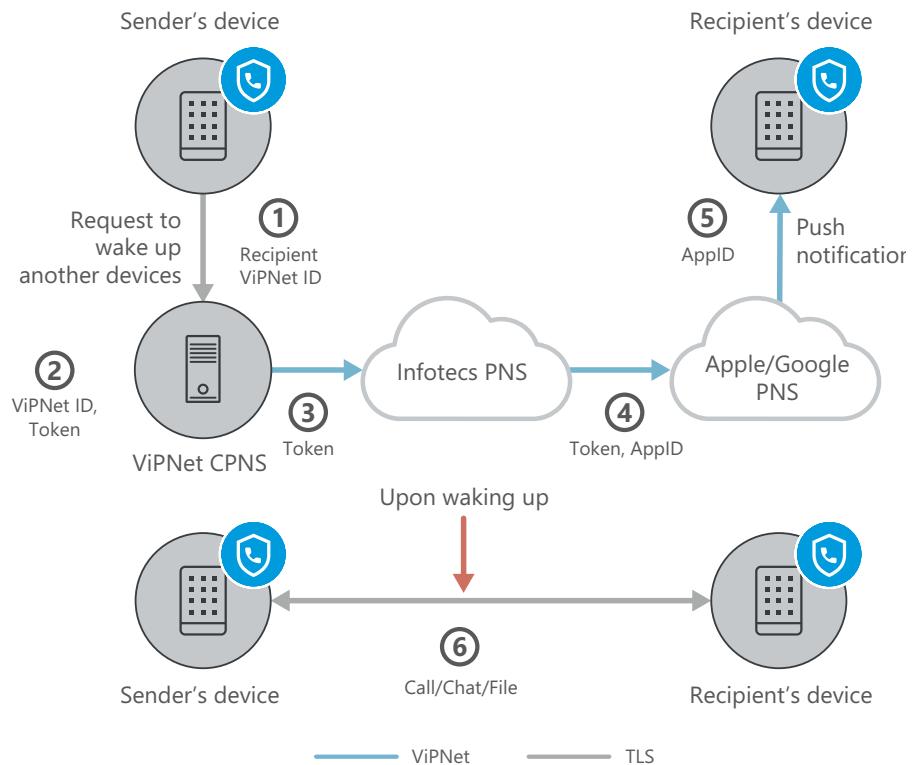 Sender's device
Recipient's device
Request to
wake up
another devices
1
Recipient
ViPNet ID
5
AppID
Push
notification
2
ViPNet ID,
Token
Infotecs PNS
Apple/Google
PNS
3
Token
4
Token, AppID
ViPNet CPNS
Upon waking up
6
Call/Chat/File
Sender's device
Recipient's device
ViPNet
TLS